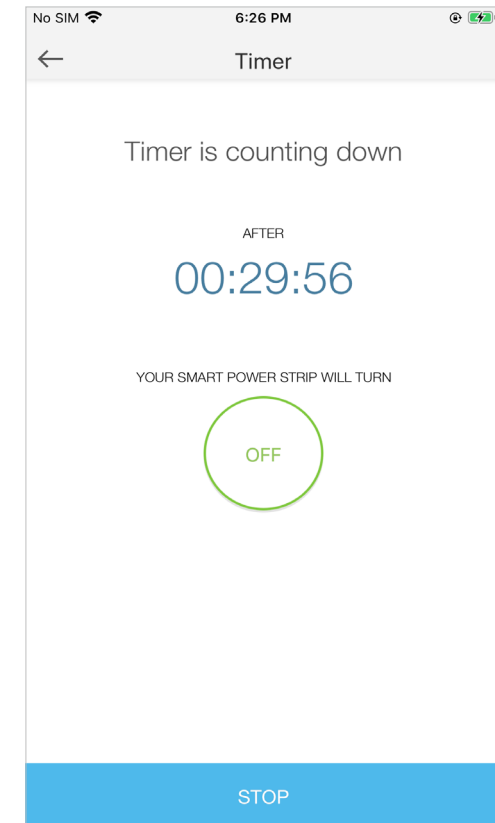 No SIM 6:26 PM
Timer
Timer is counting down
AFTER
00:29:56
YOUR SMART POWER STRIP WILL TURN
OFF
STOP